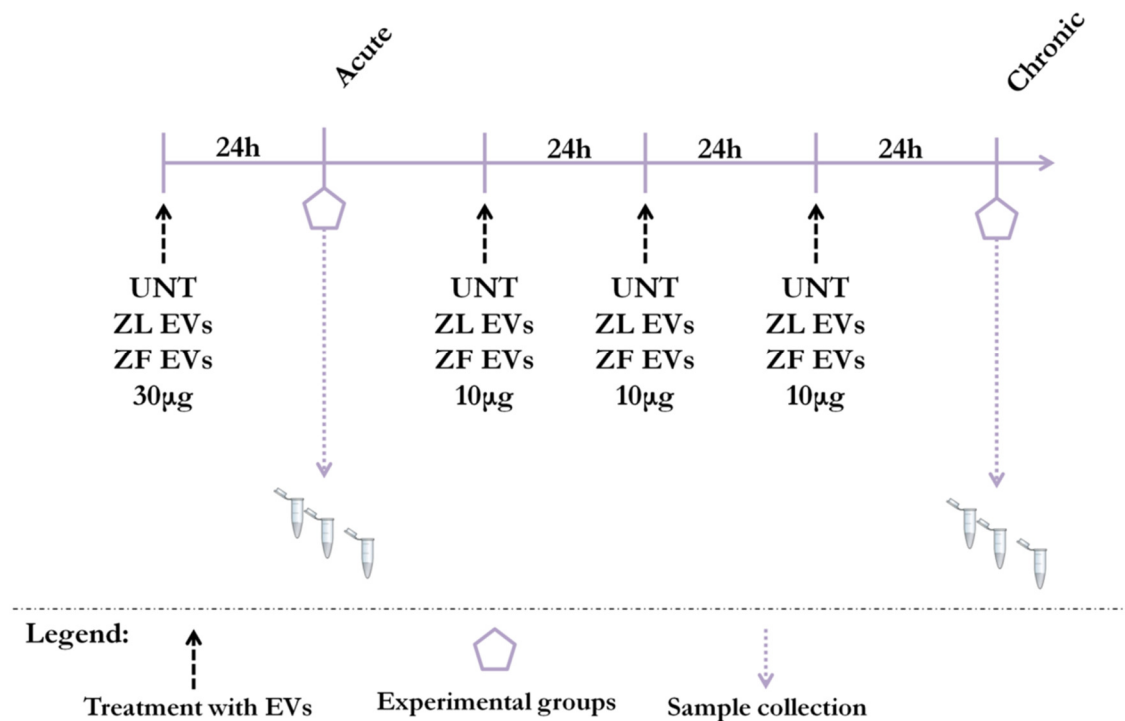 Acute
Chronic
24h
24h
24h
24h
UNT
ZL EVs
ZF EVs
30µg
UNT
ZL EVs
ZF EVs
10µg
UNT
ZL EVs
ZF EVs
10µg
UNT
ZL EVs
ZF EVs
10µg
Legend:
Treatment with EVs
Experimental groups
Sample collection